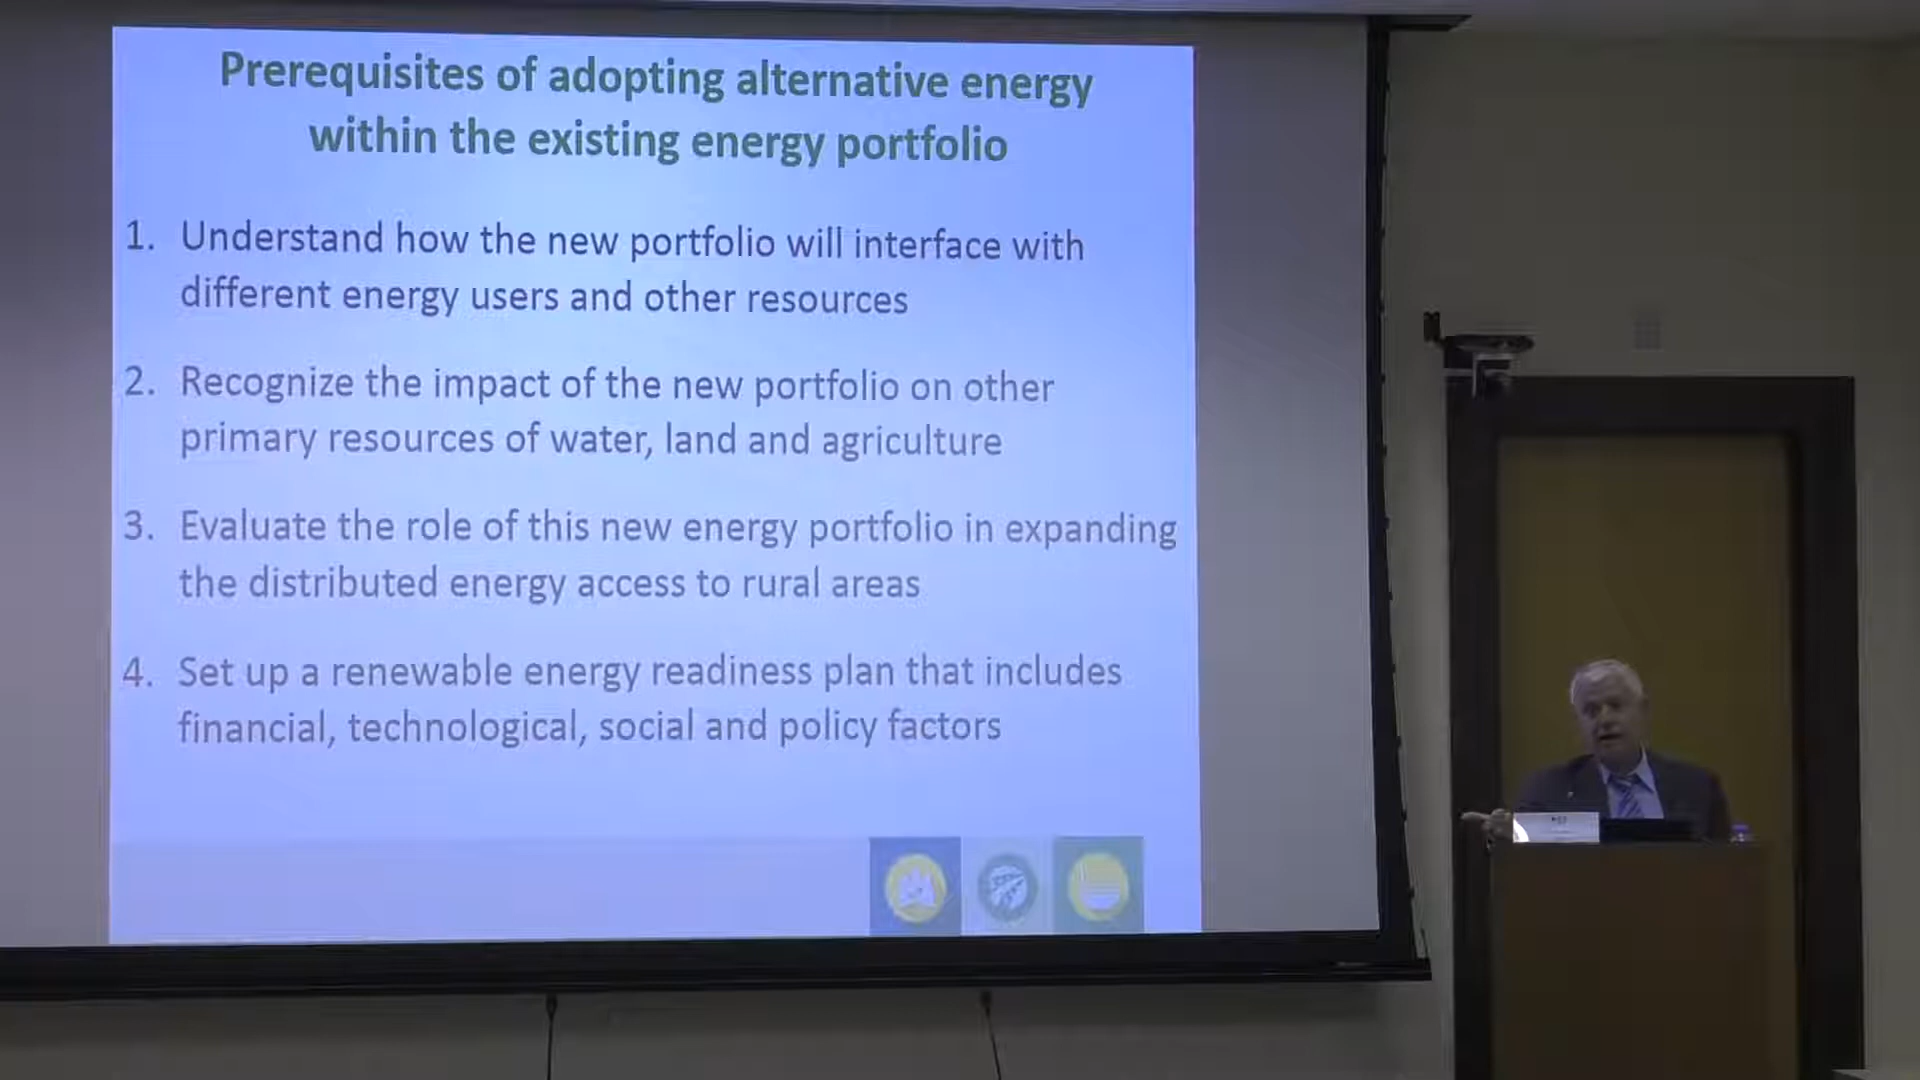 Prerequisites of adopting alternative energy
within the existing energy portfolio
1. Understand how the new portfolio will interface with
different energy users and other resources
2. Recognize the impact of the new portfolio on other
primary resources of water, land and agriculture
3. Evaluate the role of this new energy portfolio in expanding
the distributed energy access to rural areas
4. Set up a renewable energy readiness plan that includes
financial, technological, social and policy factors